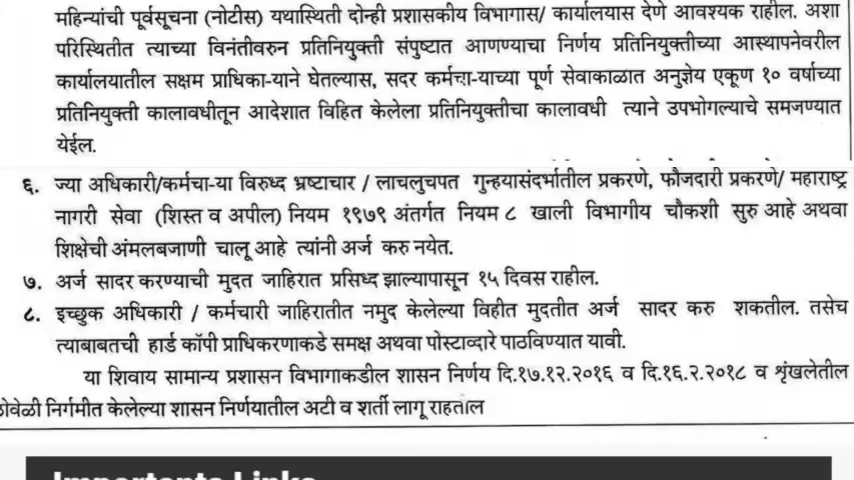 महिन्यांची पूर्वसूचना (नोटीस) यथास्थिती दोन्ही प्रशासकीय विभागास/ कार्यालयास देणे आवश्यक राहील. अशा
परिस्थितीत त्याच्या विनंतीवरुन प्रतिनियुक्ती संपुष्टात आणण्याचा निर्णय प्रतिनियुक्तीच्या आस्थापनेवरील
कार्यालयातील सक्षम प्राधिका-याने घेतल्यास, सदर कर्मचा-याच्या पूर्ण सेवाकाळात अनुज्ञेय एकूण १० वर्षाच्या
प्रतिनियुक्ती कालावधीतून आदेशात विहित केलेला प्रतिनियुक्तीचा कालावधी त्याने उपभोगल्याचे समजण्यात
येईल.
६. ज्या अधिकारी/कर्मचा-या विरुध्द भ्रष्टाचार / लाचलुचपत गुन्हयासंदर्भातील प्रकरणे, फौजदारी प्रकरणे/ महाराष्ट्र
नागरी सेवा (शिस्त व अपील) नियम १९७९ अंतर्गत नियम ८ खाली विभागीय चौकशी सुरु आहे अथवा
शिक्षेची अंमलबजाणी चालू आहे त्यांनी अर्ज करु नयेत.
७. अर्ज सादर करण्याची मुदत जाहिरात प्रसिध्द झाल्यापासून १५ दिवस राहील.
८. इच्छुक अधिकारी / कर्मचारी जाहिरातीत नमुद केलेल्या विहीत मुदतीत अर्ज सादर करु शकतील. तसेच
त्याबाबतची हार्ड कॉपी प्राधिकरणाकडे समक्ष अथवा पोस्टाव्दारे पाठविण्यात यावी.
या शिवाय सामान्य प्रशासन विभागाकडील शासन निर्णय दि.१७.१२.२०१६ व दि.१६.२.२०१८ व शृंखलेतील
निर्गमीत केलेल्या शासन निर्णयातील अटी व शर्ती लागू राहतील
Importants Links